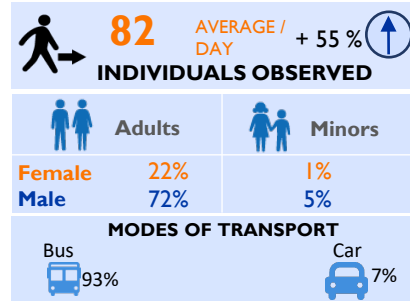 82 AVERAGE / DAY + 55 %
INDIVIDUALS OBSERVED
Adults Minors
Female 22% 1%
Male 72% 5%
MODES OF TRANSPORT
Bus Car
93% 7%